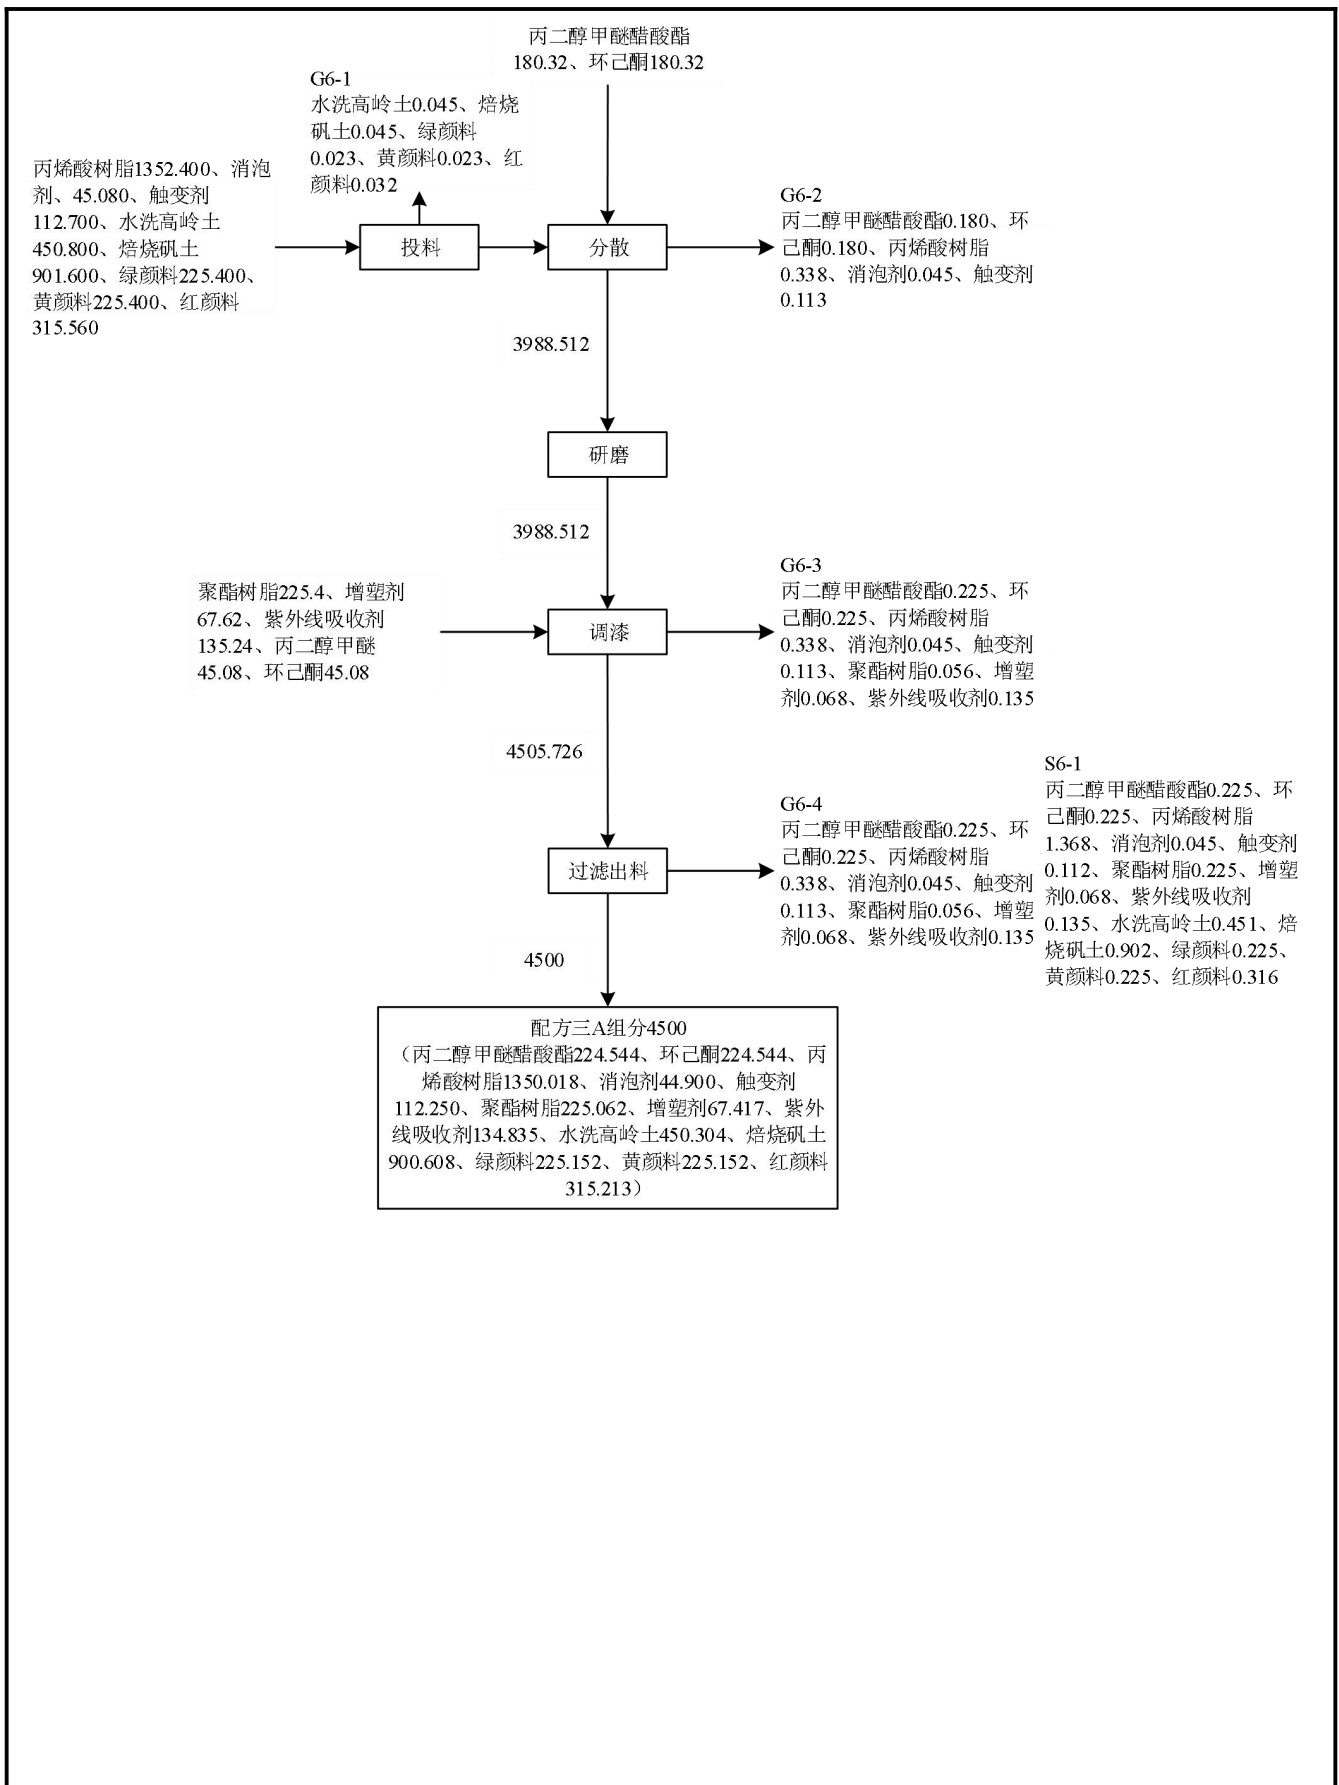 丙二醇甲醚醋酸酯
180.32、环己酮180.32
G6-1
水洗高岭土0.045、焙烧
矾土0.045、绿颜料
0.023、黄颜料0.023、红
颜料0.032
丙烯酸树脂1352.400、消泡
剂、45.080、触变剂
112.700、水洗高岭土
450.800、焙烧矾土
901.600、绿颜料225.400、
黄颜料225.400、红颜料
315.560
投料
分散
G6-2
丙二醇甲醚醋酸酯0.180、环
己酮0.180、丙烯酸树脂
0.338、消泡剂0.045、触变剂
0.113
3988.512
研磨
3988.512
聚酯树脂225.4、增塑剂
67.62、紫外线吸收剂
135.24、丙二醇甲醚
45.08、环己酮45.08
调漆
G6-3
丙二醇甲醚醋酸酯0.225、环
己酮0.225、丙烯酸树脂
0.338、消泡剂0.045、触变剂
0.113、聚酯树脂0.056、增塑
剂0.068、紫外线吸收剂0.135
4505.726
过滤出料
G6-4
丙二醇甲醚醋酸酯0.225、环
己酮0.225、丙烯酸树脂
0.338、消泡剂0.045、触变剂
0.113、聚酯树脂0.056、增塑
剂0.068、紫外线吸收剂0.135
S6-1
丙二醇甲醚醋酸酯0.225、环
己酮0.225、丙烯酸树脂
1.368、消泡剂0.045、触变剂
0.112、聚酯树脂0.225、增塑
剂0.068、紫外线吸收剂
0.135、水洗高岭土0.451、焙
烧矾土0.902、绿颜料0.225、
黄颜料0.225、红颜料0.316
4500
配方三A组分4500
（丙二醇甲醚醋酸酯224.544、环己酮224.544、丙
烯酸树脂1350.018、消泡剂44.900、触变剂
112.250、聚酯树脂225.062、增塑剂67.417、紫外
线吸收剂134.835、水洗高岭土450.304、焙烧矾土
900.608、绿颜料225.152、黄颜料225.152、红颜料
315.213）